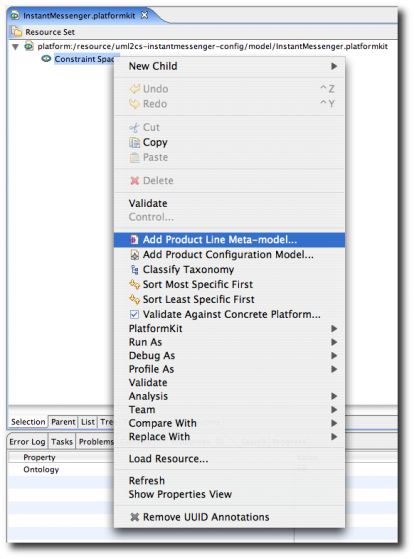 InstantMessenger.platformkit
Resource Set
platform:/resource/uml2cs-instantmessenger-config/model/InstantMessenger.platformkit
Constraint Space
New Child
Undo ^Z
Redo ^Y
Cut
Copy
Paste
Delete
Validate
Control...
Add Product Line Meta-model...
Add Product Configuration Model...
Classify Taxonomy
Sort Most Specific First
Sort Least Specific First
Validate Against Concrete Platform...
PlatformKit
Run As
Debug As
Profile As
Validate
Analysis
Team
Compare With
Replace With
Load Resource...
Refresh
Show Properties View
Remove UUID Annotations
Selection Parent List Tre
Error Log Tasks Problems
Property
Ontology